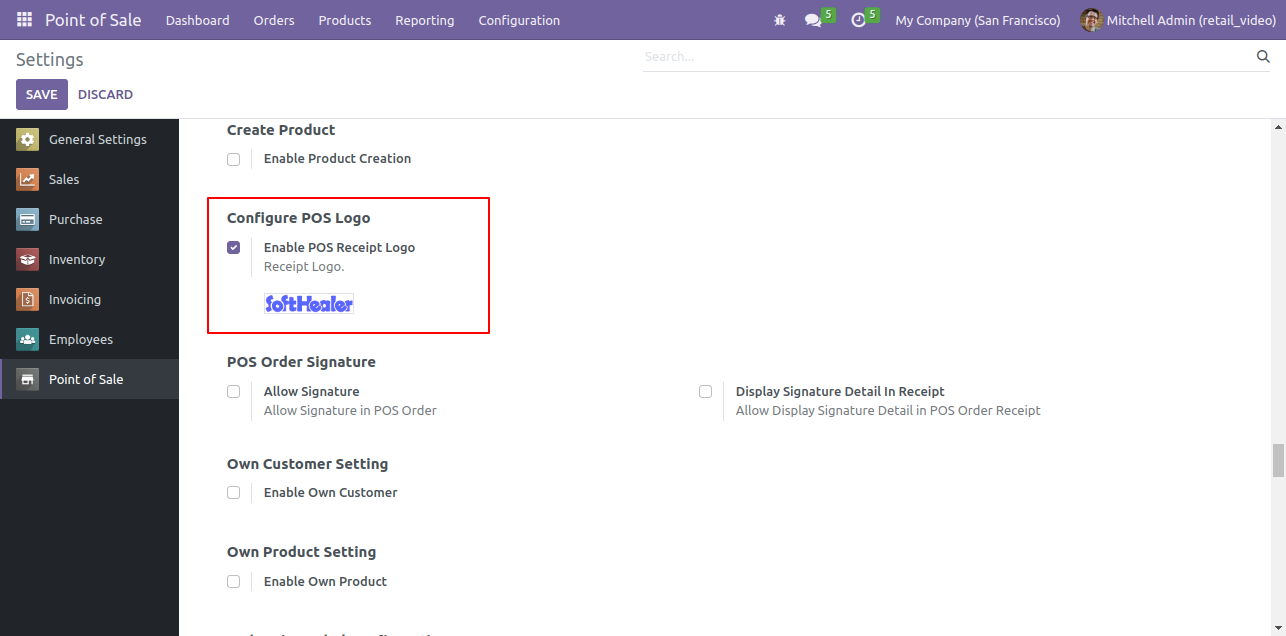 Point of Sale Dashboard Orders Products Reporting Configuration 5 5 My Company (San Francisco) Mitchell Admin (retail_video)
Settings
Search...
SAVE DISCARD
General Settings
Sales
Purchase
Inventory
Invoicing
Employees
Point of Sale
Create Product
Enable Product Creation
Configure POS Logo
Enable POS Receipt Logo
Receipt Logo.
SoftHealer
POS Order Signature
Allow Signature
Allow Signature in POS Order
Display Signature Detail In Receipt
Allow Display Signature Detail in POS Order Receipt
Own Customer Setting
Enable Own Customer
Own Product Setting
Enable Own Product